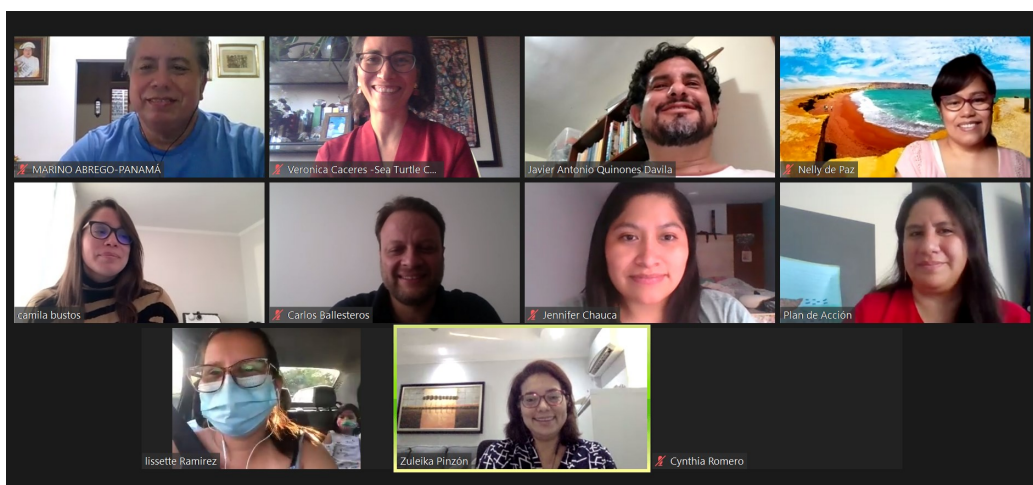 MARINO ABREGO-PANAMÁ
Veronica Caceres -Sea Turtle C...
Javier Antonio Quinones Davila
Nelly de Paz
camila bustos
Carlos Ballesteros
Jennifer Chauca
Plan de Acción
lissette Ramirez
Zuleika Pinzón
Cynthia Romero